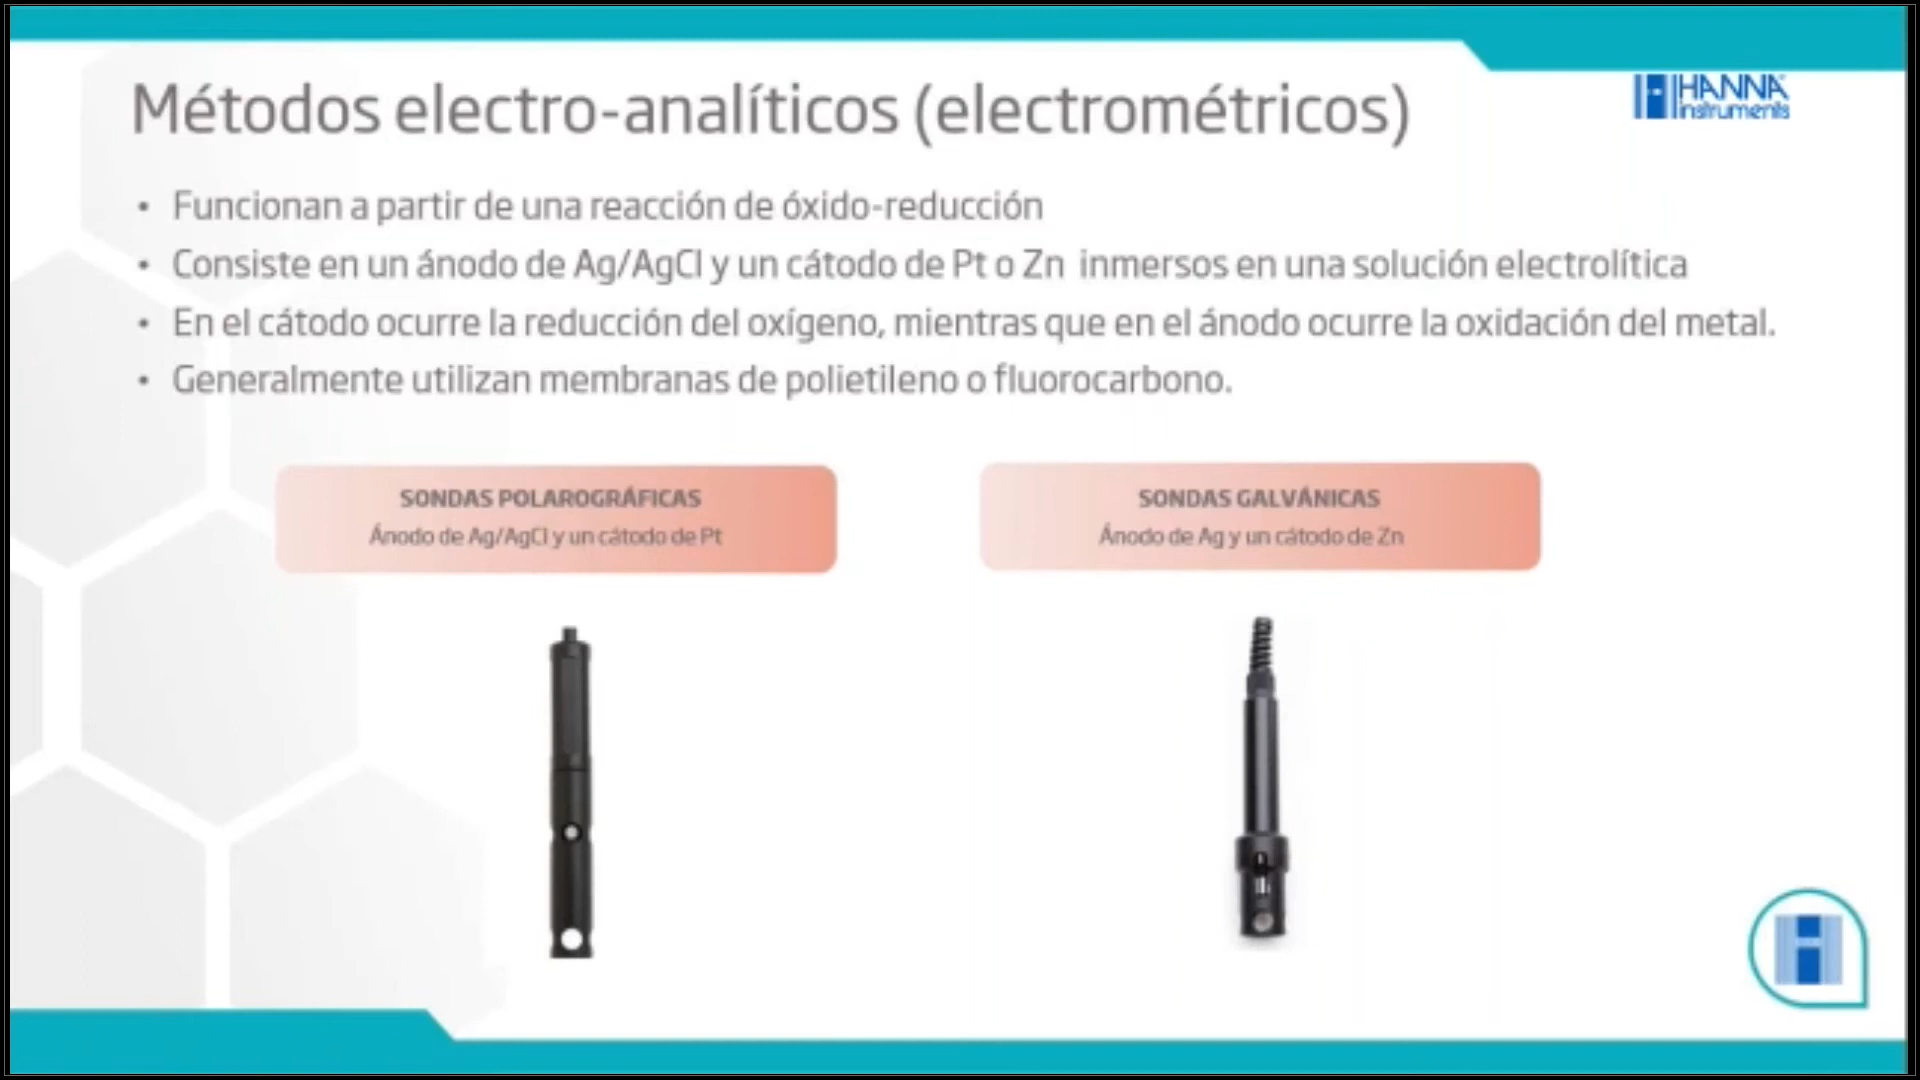 Métodos electro-analíticos (electrométricos)
HANNA
instruments
• Funcionan a partir de una reacción de óxido-reducción
• Consiste en un ánodo de Ag/AgCl y un cátodo de Pt o Zn inmersos en una solución electrolítica
• En el cátodo ocurre la reducción del oxígeno, mientras que en el ánodo ocurre la oxidación del metal.
• Generalmente utilizan membranas de polietileno o fluorocarbono.
SONDAS POLAROGRÁFICAS
Ánodo de Ag/AgCl y un cátodo de Pt
SONDAS GALVÁNICAS
Ánodo de Ag y un cátodo de Zn